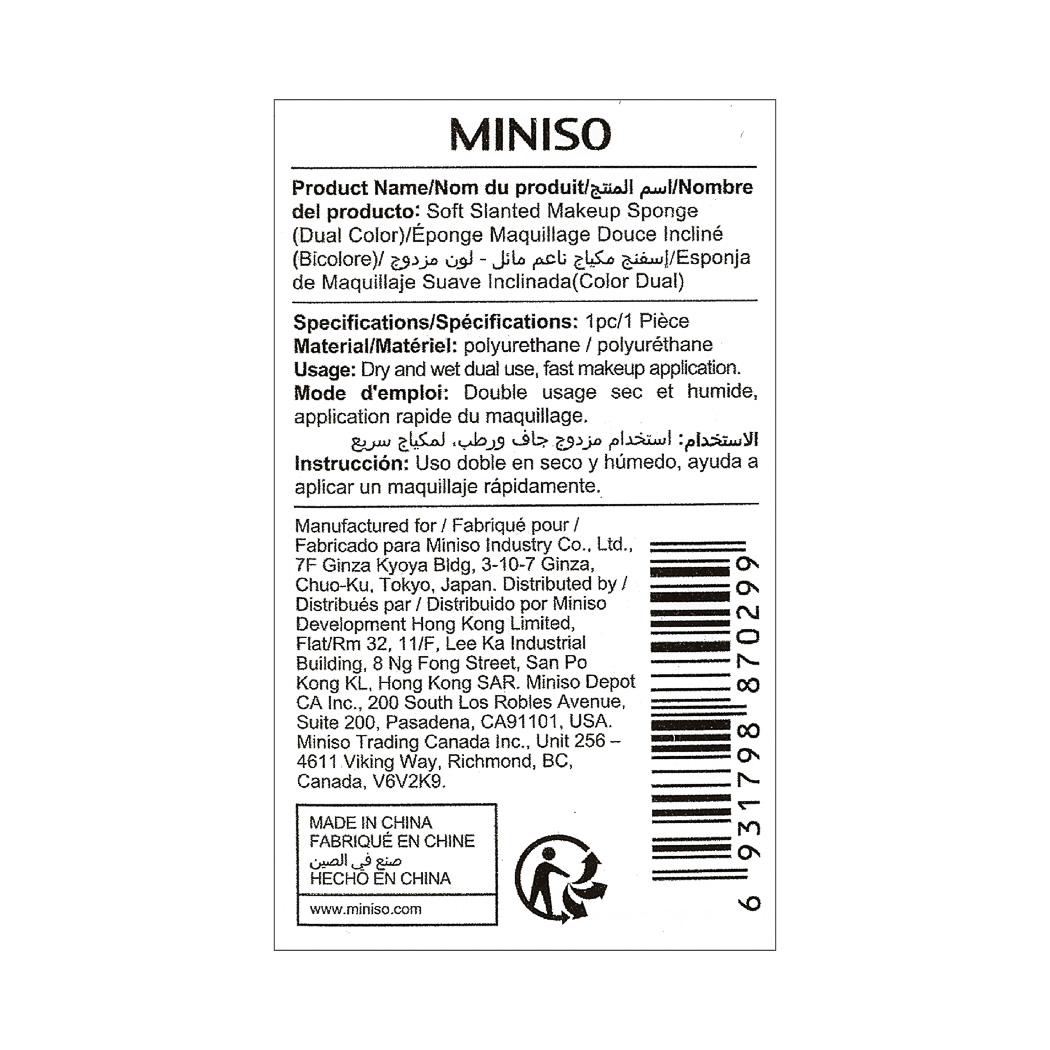 MINISO
Product Name/Nom du produit/اسم المنتج/Nombre
del producto: Soft Slanted Makeup Sponge
(Dual Color)/Éponge Maquillage Douce Incliné
(Bicolore)/ إسفنج مكياج ناعم مائل - لون مزدوج/Esponja
de Maquillaje Suave Inclinada(Color Dual)
Specifications/Spécifications: 1pc/1 Pièce
Material/Matériel: polyurethane / polyuréthane
Usage: Dry and wet dual use, fast makeup application.
Mode d'emploi: Double usage sec et humide,
application rapide du maquillage.
الاستخدام: استخدام مزدوج جاف ورطب، لمكياج سريع
Instrucción: Uso doble en seco y húmedo, ayuda a
aplicar un maquillaje rápidamente.
Manufactured for / Fabriqué pour /
Fabricado para Miniso Industry Co., Ltd.,
7F Ginza Kyoya Bldg, 3-10-7 Ginza,
Chuo-Ku, Tokyo, Japan. Distributed by /
Distribués par / Distribuido por Miniso
Development Hong Kong Limited,
Flat/Rm 32, 11/F, Lee Ka Industrial
Building, 8 Ng Fong Street, San Po
Kong KL, Hong Kong SAR. Miniso Depot
CA Inc., 200 South Los Robles Avenue,
Suite 200, Pasadena, CA91101, USA.
Miniso Trading Canada Inc., Unit 256 –
4611 Viking Way, Richmond, BC,
Canada, V6V2K9.
MADE IN CHINA
FABRIQUÉ EN CHINE
صنع في الصين
HECHO EN CHINA
www.miniso.com
6 931798 870299